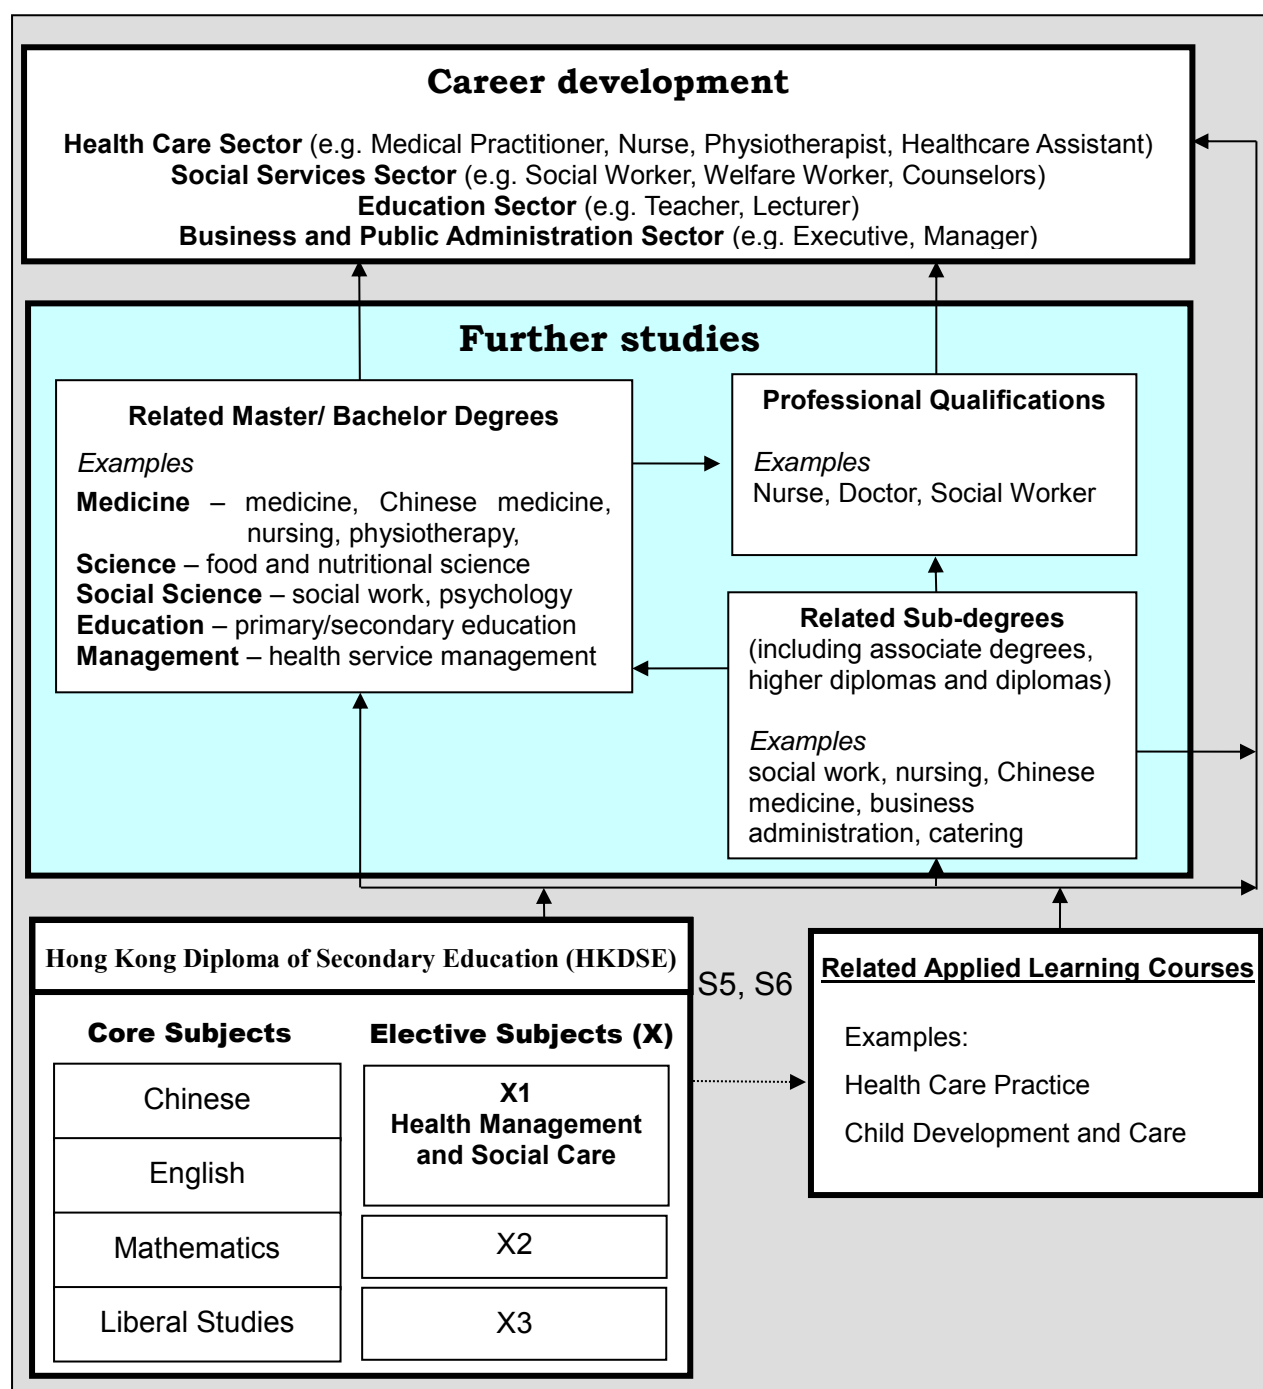 Career development
Health Care Sector (e.g. Medical Practitioner, Nurse, Physiotherapist, Healthcare Assistant)
Social Services Sector (e.g. Social Worker, Welfare Worker, Counselors)
Education Sector (e.g. Teacher, Lecturer)
Business and Public Administration Sector (e.g. Executive, Manager)
Further studies
Related Master/ Bachelor Degrees
Examples
Medicine – medicine, Chinese medicine,
nursing, physiotherapy,
Science – food and nutritional science
Social Science – social work, psychology
Education – primary/secondary education
Management – health service management
Professional Qualifications
Examples
Nurse, Doctor, Social Worker
Related Sub-degrees
(including associate degrees,
higher diplomas and diplomas)
Examples
social work, nursing, Chinese
medicine, business
administration, catering
Hong Kong Diploma of Secondary Education (HKDSE)
Core Subjects
Chinese
English
Mathematics
Liberal Studies
Elective Subjects (X)
X1
Health Management
and Social Care
X2
X3
S5, S6
Related Applied Learning Courses
Examples:
Health Care Practice
Child Development and Care